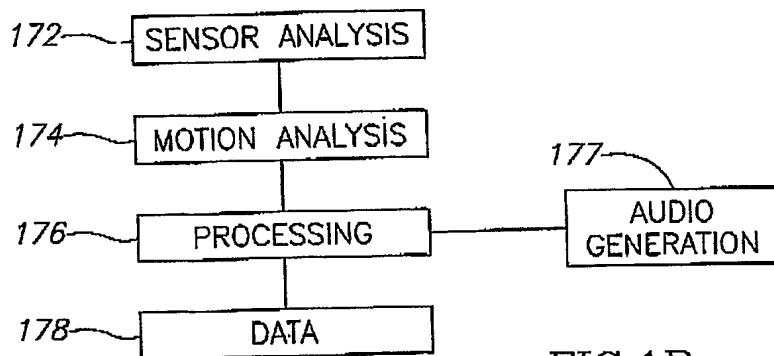 172 SENSOR ANALYSIS
174 MOTION ANALYSIS
177
176 PROCESSING
AUDIO
GENERATION
178 DATA